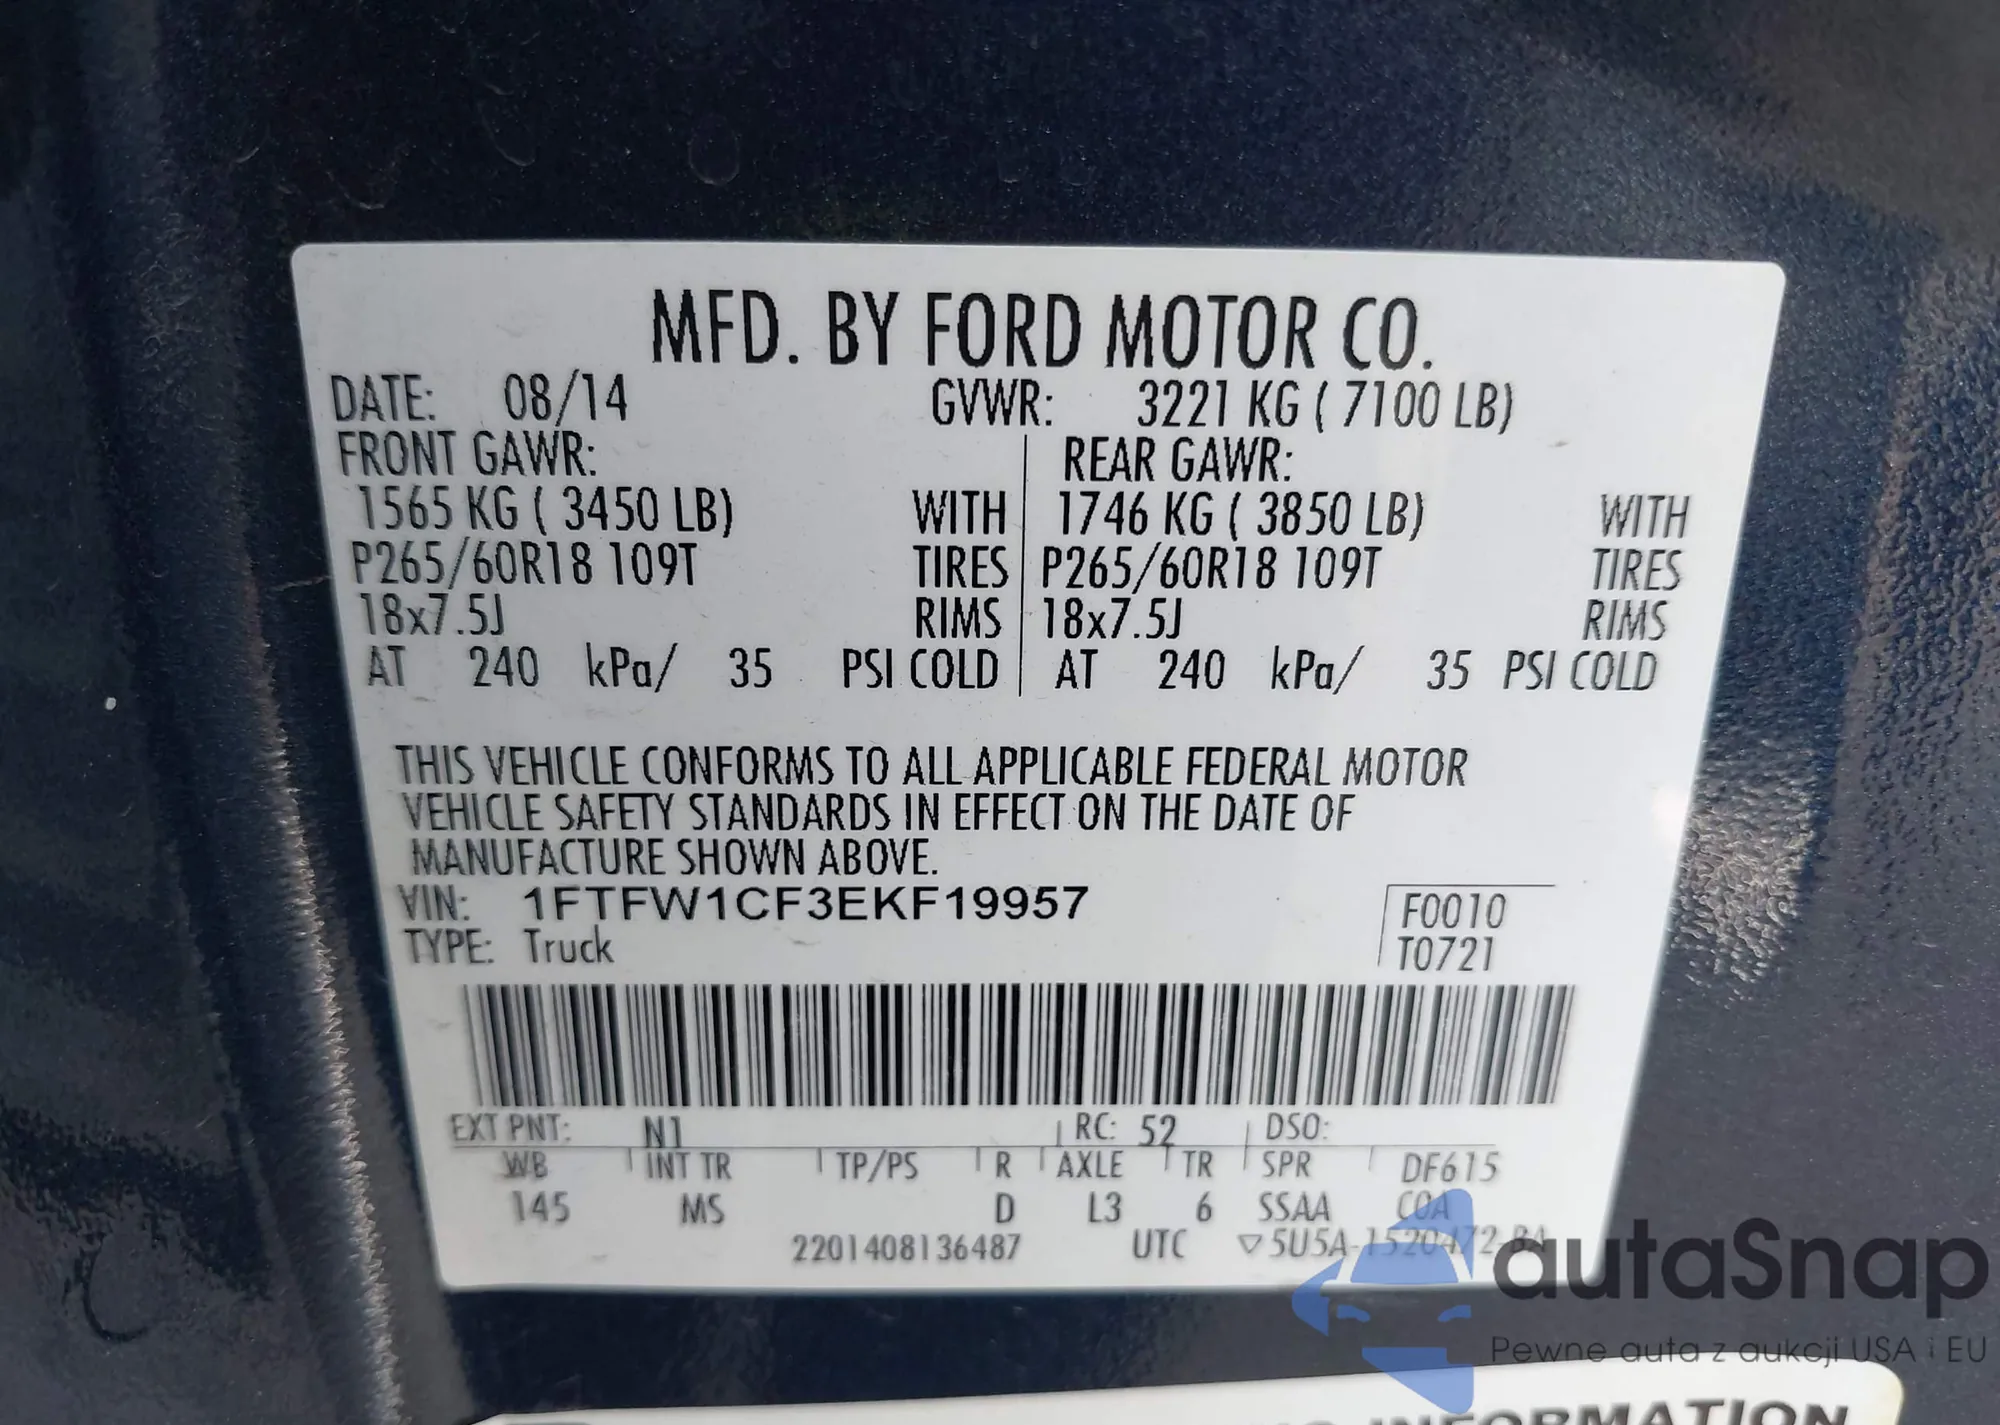 MFD. BY FORD MOTOR CO.
DATE: 08/14 GVWR: 3221 KG ( 7100 LB)
FRONT GAWR: REAR GAWR:
1565 KG ( 3450 LB) WITH 1746 KG ( 3850 LB) WITH
P265/60R18 109T TIRES P265/60R18 109T TIRES
18x7.5J RIMS 18x7.5J RIMS
AT 240 kPa/ 35 PSI COLD AT 240 kPa/ 35 PSI COLD
THIS VEHICLE CONFORMS TO ALL APPLICABLE FEDERAL MOTOR
VEHICLE SAFETY STANDARDS IN EFFECT ON THE DATE OF
MANUFACTURE SHOWN ABOVE.
VIN: 1FTFW1CF3EKF19957 F0010
TYPE: Truck T0721
EXT PNT: N1 RC: 52 DSO:
WB INT TR TP/PS R AXLE TR SPR DF615
145 MS D L3 6 SSAA COA
2201408136487 UTC ▽5U5A-1520472-BA
autaSnap
Pewne auta z aukcji USA i EU
INFORMATION